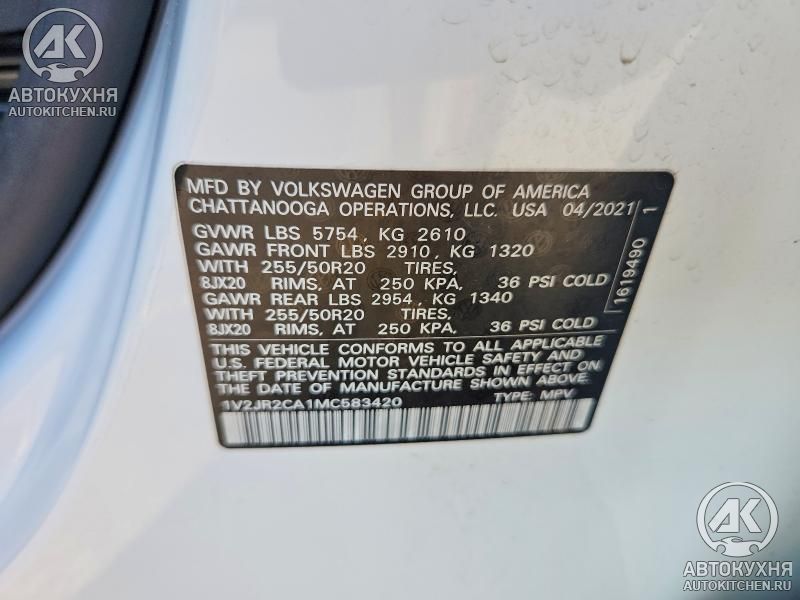 AK
АВТОКУХНЯ
AUTOKITCHEN.RU
MFD BY VOLKSWAGEN GROUP OF AMERICA
CHATTANOOGA OPERATIONS, LLC. USA 04/2021
GVWR LBS 5754, KG 2610
GAWR FRONT LBS 2910, KG 1320
WITH 255/50R20 TIRES,
8JX20 RIMS, AT 250 KPA, 36 PSI COLD
GAWR REAR LBS 2954, KG 1340
WITH 255/50R20 TIRES,
8JX20 RIMS, AT 250 KPA, 36 PSI COLD
THIS VEHICLE CONFORMS TO ALL APPLICABLE
U.S. FEDERAL MOTOR VEHICLE SAFETY AND
THEFT PREVENTION STANDARDS IN EFFECT ON
THE DATE OF MANUFACTURE SHOWN ABOVE.
1V2JR2CA1MC583420 TYPE: MPV
1619490 1
AK
АВТОКУХНЯ
AUTOKITCHEN.RU